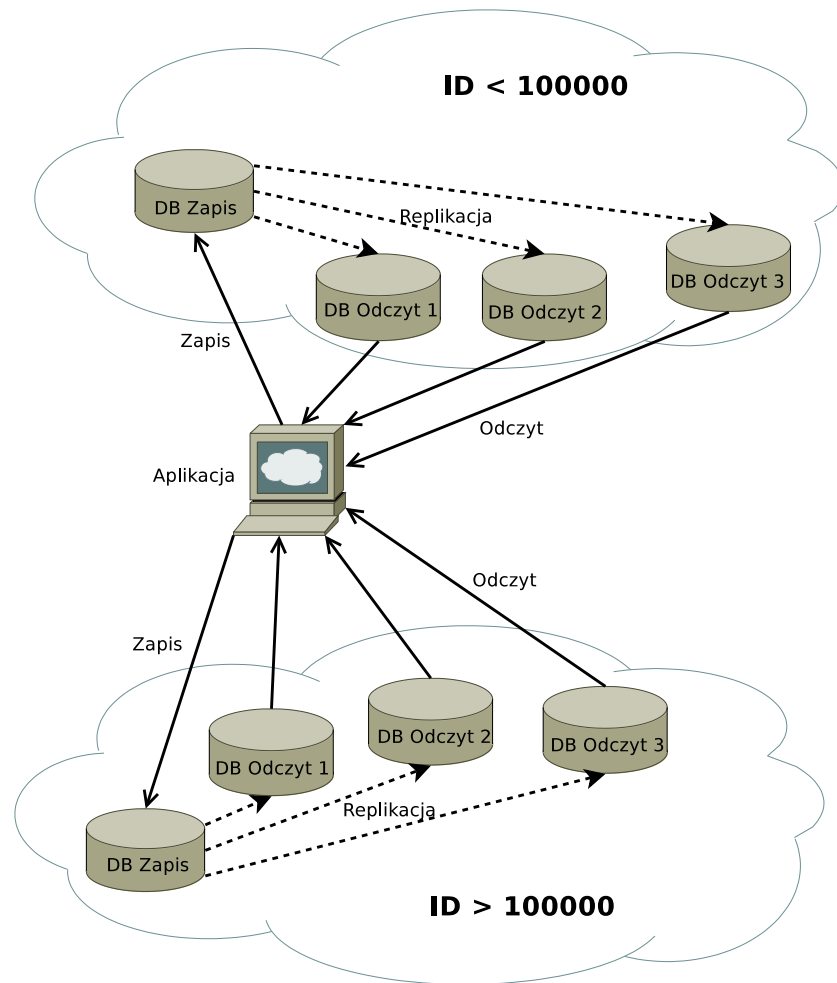 ID < 100000
DB Zapis
Replikacja
DB Odczyt 1
DB Odczyt 2
DB Odczyt 3
Zapis
Odczyt
Aplikacja
Odczyt
Zapis
DB Odczyt 1
DB Odczyt 2
DB Odczyt 3
Replikacja
DB Zapis
ID > 100000